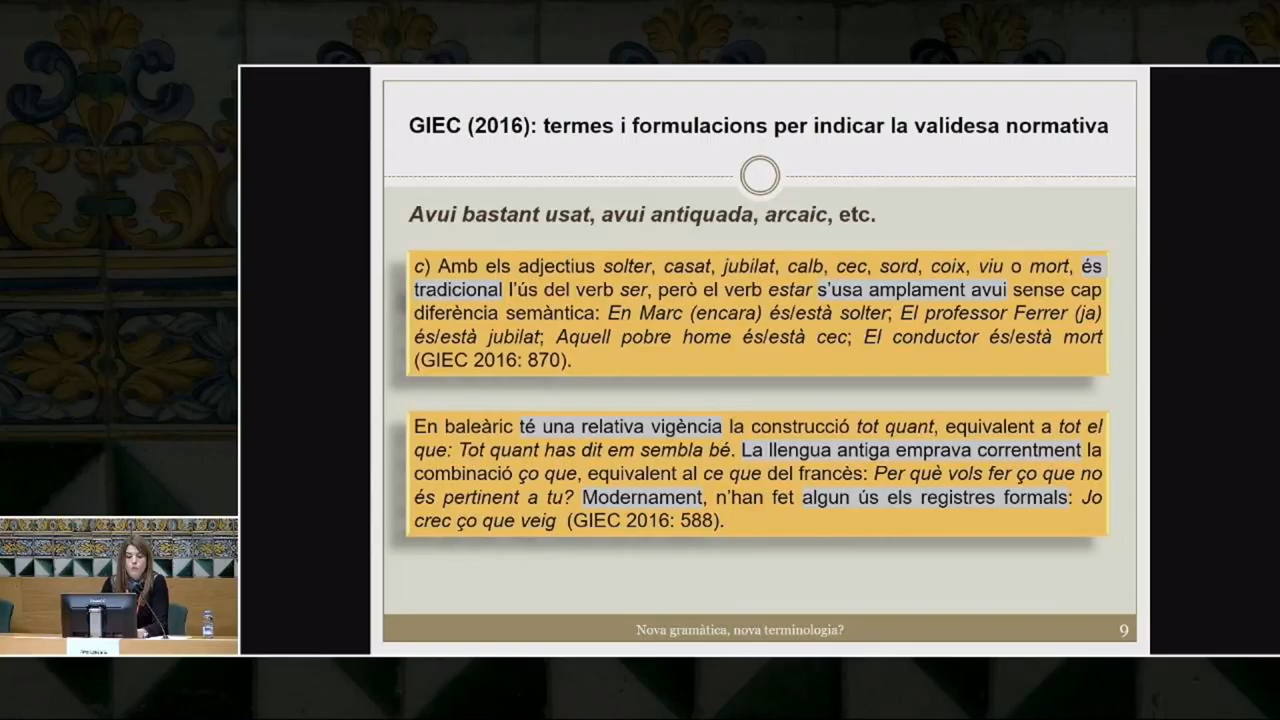 GIEC (2016): termes i formulacions per indicar la validesa normativa
Avui bastant usat, avui antiquada, arcaic, etc.
c) Amb els adjectius solter, casat, jubilat, calb, cec, sord, coix, viu o mort, és
tradicional l’ús del verb ser, però el verb estar s’usa amplament avui sense cap
diferència semàntica: En Marc (encara) és/està solter; El professor Ferrer (ja)
és/està jubilat; Aquell pobre home és/està cec; El conductor és/està mort
(GIEC 2016: 870).
En baleàric té una relativa vigència la construcció tot quant, equivalent a tot el
que: Tot quant has dit em sembla bé. La llengua antiga emprava correntment la
combinació ço que, equivalent al ce que del francès: Per què vols fer ço que no
és pertinent a tu? Modernament, n’han fet algun ús els registres formals: Jo
crec ço que veig (GIEC 2016: 588).
Nova gramàtica, nova terminologia?
9